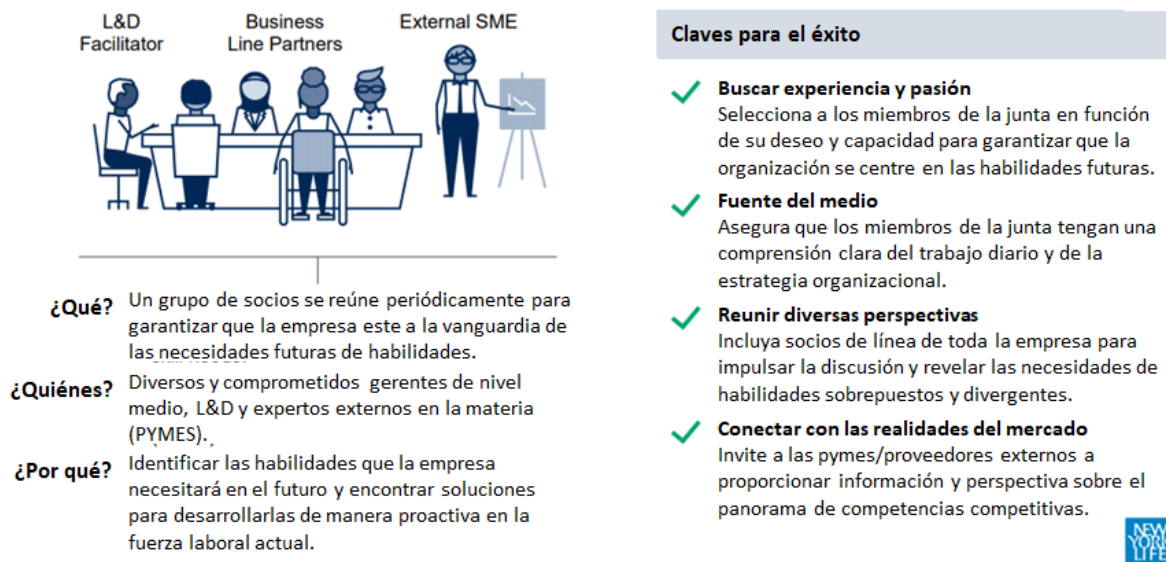 L&D
Facilitator
Business
Line Partners
External SME
¿Qué?
Un grupo de socios se reúne periódicamente para
garantizar que la empresa este a la vanguardia de
las necesidades futuras de habilidades.
¿Quiénes?
Diversos y comprometidos gerentes de nivel
medio, L&D y expertos externos en la materia
(PYMES).
¿Por qué?
Identificar las habilidades que la empresa
necesitará en el futuro y encontrar soluciones
para desarrollarlas de manera proactiva en la
fuerza laboral actual.
Claves para el éxito
Buscar experiencia y pasión
Selecciona a los miembros de la junta en función
de su deseo y capacidad para garantizar que la
organización se centre en las habilidades futuras.
Fuente del medio
Asegura que los miembros de la junta tengan una
comprensión clara del trabajo diario y de la
estrategia organizacional.
Reunir diversas perspectivas
Incluya socios de línea de toda la empresa para
impulsar la discusión y revelar las necesidades de
habilidades sobrepuestos y divergentes.
Conectar con las realidades del mercado
Invite a las pymes/proveedores externos a
proporcionar información y perspectiva sobre el
panorama de competencias competitivas.
NEW
YORK
LIFE